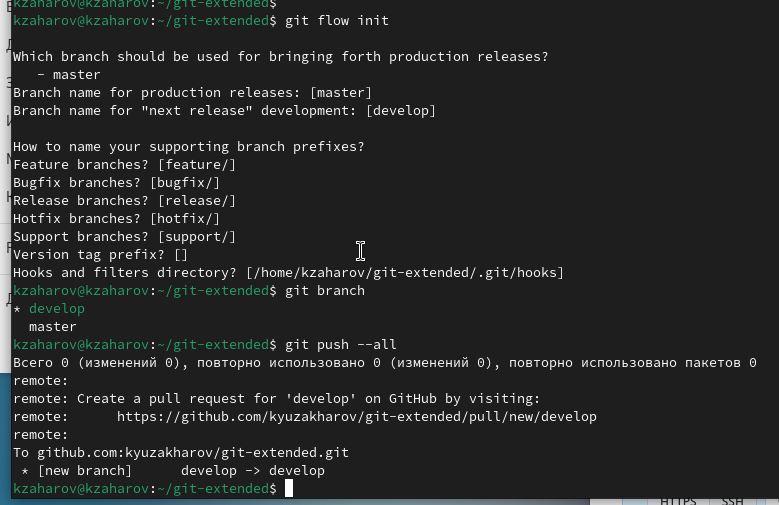 kzaharov@kzaharov:~/git-extended$
kzaharov@kzaharov:~/git-extended$ git flow init

Which branch should be used for bringing forth production releases?
   - master
Branch name for production releases: [master]
Branch name for "next release" development: [develop]

How to name your supporting branch prefixes?
Feature branches? [feature/]
Bugfix branches? [bugfix/]
Release branches? [release/]
Hotfix branches? [hotfix/]
Support branches? [support/]
Version tag prefix? []
Hooks and filters directory? [/home/kzaharov/git-extended/.git/hooks]
kzaharov@kzaharov:~/git-extended$ git branch
* develop
  master
kzaharov@kzaharov:~/git-extended$ git push --all
Всего 0 (изменений 0), повторно использовано 0 (изменений 0), повторно использовано пакетов 0
remote:
remote: Create a pull request for 'develop' on GitHub by visiting:
remote:      https://github.com/kyuzakharov/git-extended/pull/new/develop
remote:
To github.com:kyuzakharov/git-extended.git
 * [new branch]      develop -> develop
kzaharov@kzaharov:~/git-extended$
HTTPS SSH